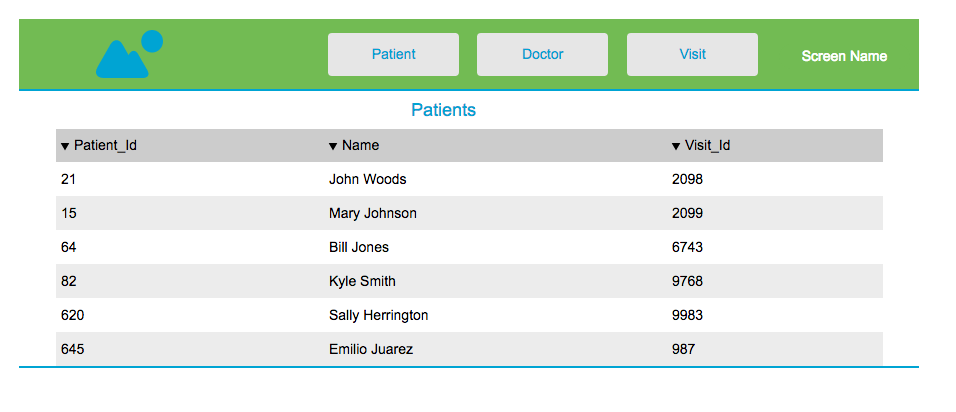 Patient Doctor Visit Screen Name
Patients
▼ Patient_Id ▼ Name ▼ Visit_Id
21 John Woods 2098
15 Mary Johnson 2099
64 Bill Jones 6743
82 Kyle Smith 9768
620 Sally Herrington 9983
645 Emilio Juarez 987